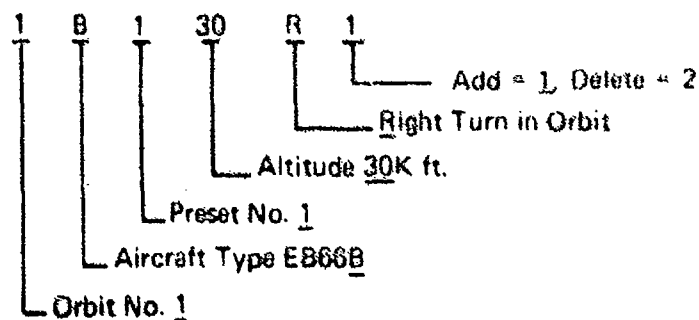 1 B 1 30 R 1
Add = 1, Delete = 2
Right Turn in Orbit
Altitude 30K ft.
Preset No. 1
Aircraft Type EB66B
Orbit No. 1